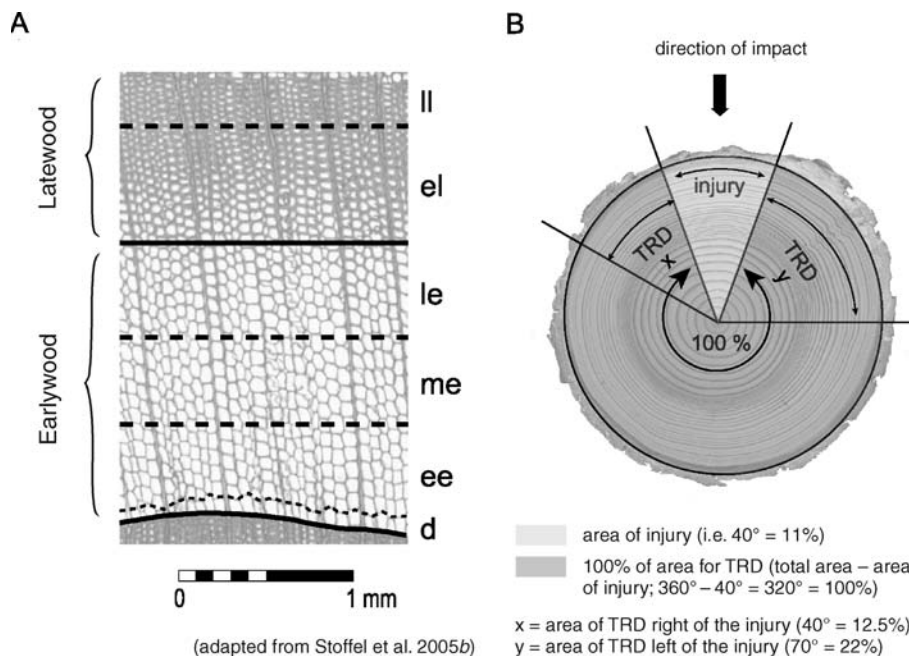 A
Latewood
Earlywood
ll
el
le
me
ee
d
0 1 mm
(adapted from Stoffel et al. 2005b)
B
direction of impact
injury
TRD
x
TRD
y
100 %
area of injury (i.e. 40° = 11%)
100% of area for TRD (total area – area
of injury; 360° – 40° = 320° = 100%)
x = area of TRD right of the injury (40° = 12.5%)
y = area of TRD left of the injury (70° = 22%)